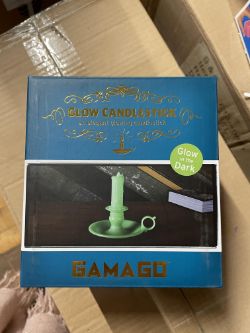 GLOW CANDLESTICK
Glow
in the
Dark
GAMAGO